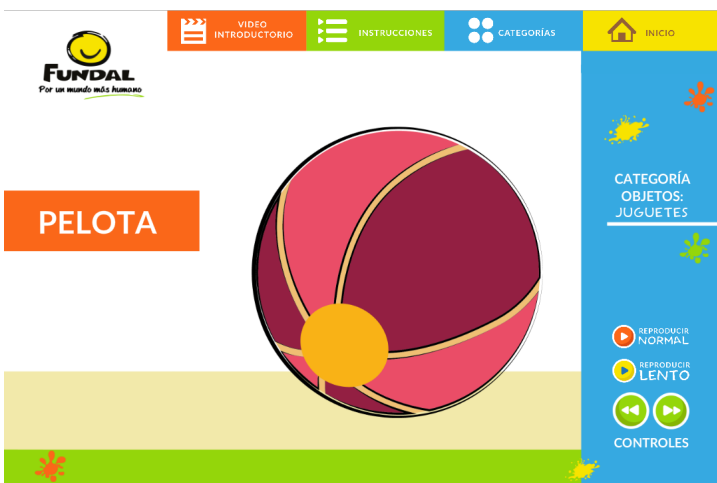 FUNDAL
Por un mundo más humano
VIDEO
INTRODUCTORIO
INSTRUCCIONES
CATEGORÍAS
INICIO
PELOTA
CATEGORÍA
OBJETOS:
JUGUETES
REPRODUCIR
NORMAL
REPRODUCIR
LENTO
CONTROLES